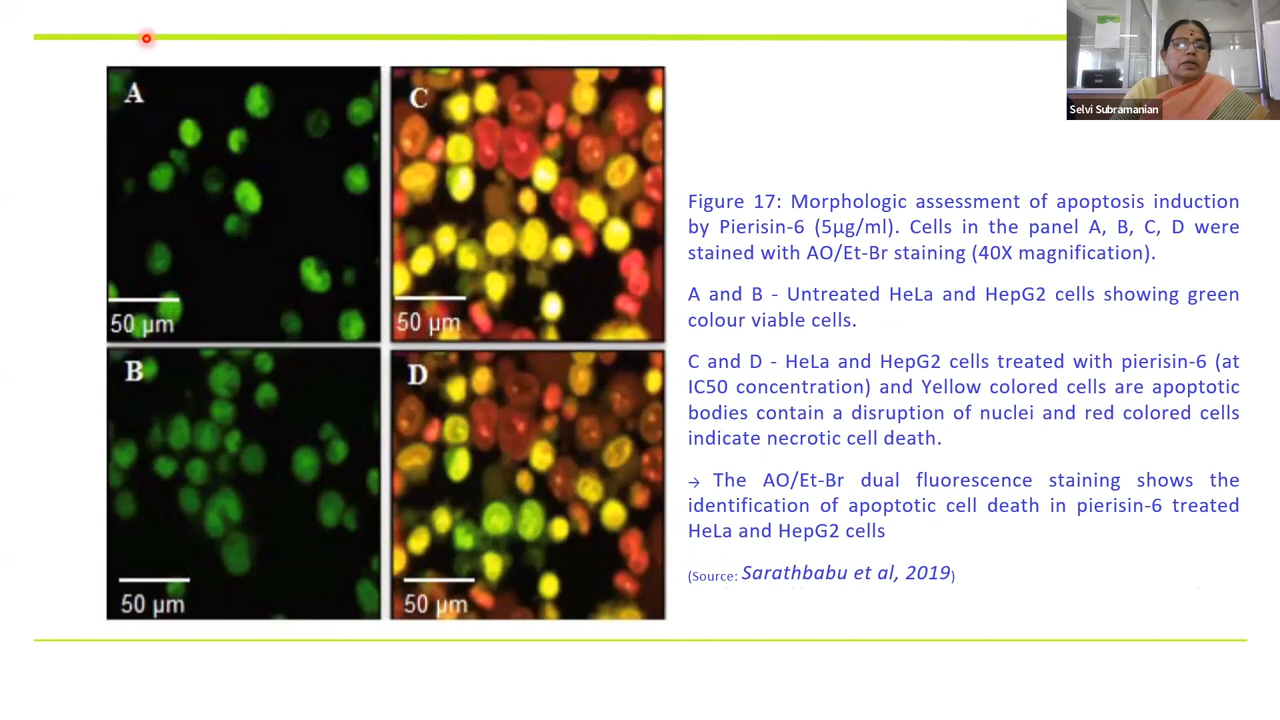 A
50 µm
C
50 µm
B
50 µm
D
50 µm
Selvi Subramanian
Figure 17: Morphologic assessment of apoptosis induction
by Pierisin-6 (5µg/ml). Cells in the panel A, B, C, D were
stained with AO/Et-Br staining (40X magnification).
A and B - Untreated HeLa and HepG2 cells showing green
colour viable cells.
C and D - HeLa and HepG2 cells treated with pierisin-6 (at
IC50 concentration) and Yellow colored cells are apoptotic
bodies contain a disruption of nuclei and red colored cells
indicate necrotic cell death.
→ The AO/Et-Br dual fluorescence staining shows the
identification of apoptotic cell death in pierisin-6 treated
HeLa and HepG2 cells
(Source: Sarathbabu et al, 2019)